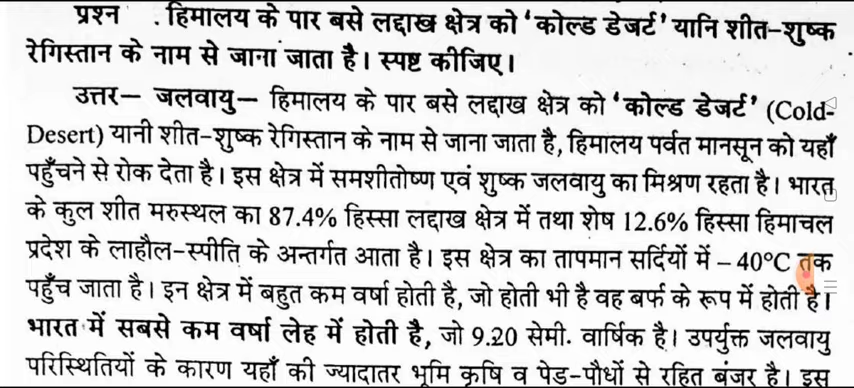 प्रश्न . हिमालय के पार बसे लद्दाख क्षेत्र को ‘कोल्ड डेजर्ट’ यानि शीत–शुष्क
रेगिस्तान के नाम से जाना जाता है। स्पष्ट कीजिए।
उत्तर— जलवायु— हिमालय के पार बसे लद्दाख क्षेत्र को ‘कोल्ड डेजर्ट’ (Cold-
Desert) यानी शीत–शुष्क रेगिस्तान के नाम से जाना जाता है, हिमालय पर्वत मानसून को यहाँ
पहुँचने से रोक देता है। इस क्षेत्र में समशीतोष्ण एवं शुष्क जलवायु का मिश्रण रहता है। भारत
के कुल शीत मरुस्थल का 87.4% हिस्सा लद्दाख क्षेत्र में तथा शेष 12.6% हिस्सा हिमाचल
प्रदेश के लाहौल–स्पीति के अन्तर्गत आता है। इस क्षेत्र का तापमान सर्दियों में – 40°C तक
पहुँच जाता है। इन क्षेत्र में बहुत कम वर्षा होती है, जो होती भी है वह बर्फ के रूप में होती है।
भारत में सबसे कम वर्षा लेह में होती है, जो 9.20 सेमी. वार्षिक है। उपर्युक्त जलवायु
परिस्थितियों के कारण यहाँ की ज्यादातर भूमि कृषि व पेड़–पौधों से रहित बंजर है। इस